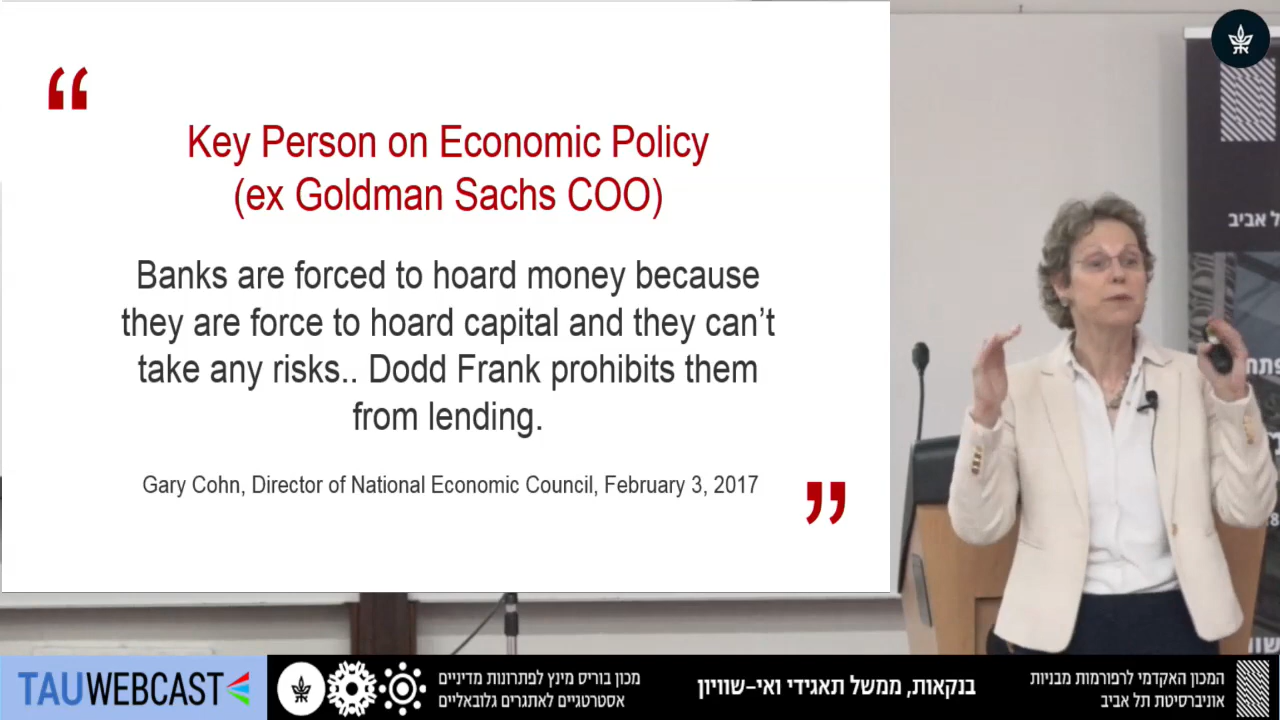 “
Key Person on Economic Policy
(ex Goldman Sachs COO)
Banks are forced to hoard money because
they are force to hoard capital and they can’t
take any risks.. Dodd Frank prohibits them
from lending.
Gary Cohn, Director of National Economic Council, February 3, 2017
”
ל אביב
TAUWEBCAST
מכון בוריס מינץ לפתרונות מדיניים
אסטרטגיים לאתגרים גלובאליים
בנקאות, ממשל תאגידי ואי-שוויון
המכון האקדמי לרפורמות מבניות
אוניברסיטת תל אביב